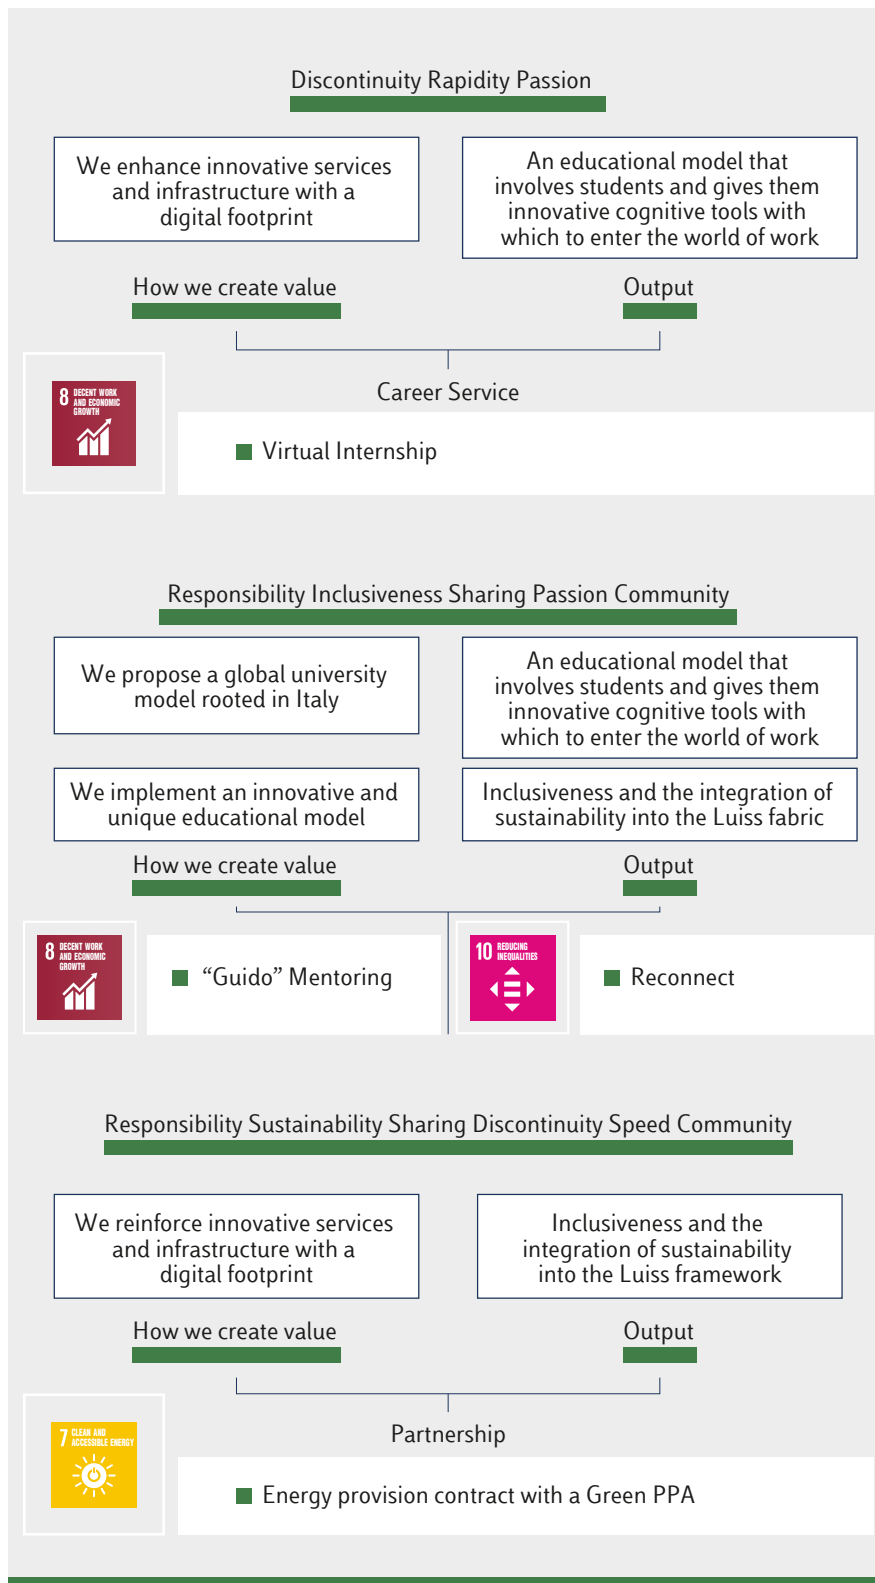 Discontinuity Rapidity Passion
We enhance innovative services
and infrastructure with a
digital footprint
An educational model that
involves students and gives them
innovative cognitive tools with
which to enter the world of work
How we create value
Output
Career Service
8 DECENT WORK
AND ECONOMIC
GROWTH
Virtual Internship
Responsibility Inclusiveness Sharing Passion Community
We propose a global university
model rooted in Italy
An educational model that
involves students and gives them
innovative cognitive tools with
which to enter the world of work
We implement an innovative and
unique educational model
Inclusiveness and the integration of
sustainability into the Luiss fabric
How we create value
Output
8 DECENT WORK
AND ECONOMIC
GROWTH
“Guido” Mentoring
10 REDUCING
INEQUALITIES
Reconnect
Responsibility Sustainability Sharing Discontinuity Speed Community
We reinforce innovative services
and infrastructure with a
digital footprint
Inclusiveness and the
integration of sustainability
into the Luiss framework
How we create value
Output
Partnership
7 CLEAN AND
ACCESSIBLE ENERGY
Energy provision contract with a Green PPA